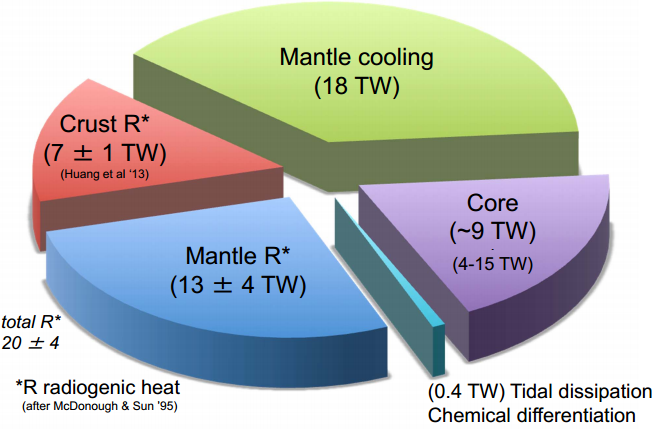 Mantle cooling
(18 TW)
Crust R*
(7 ± 1 TW)
(Huang et al '13)
Core
(~9 TW)
(4-15 TW)
Mantle R*
(13 ± 4 TW)
total R*
20 ± 4
*R radiogenic heat
(after McDonough & Sun '95)
(0.4 TW) Tidal dissipation
Chemical differentiation